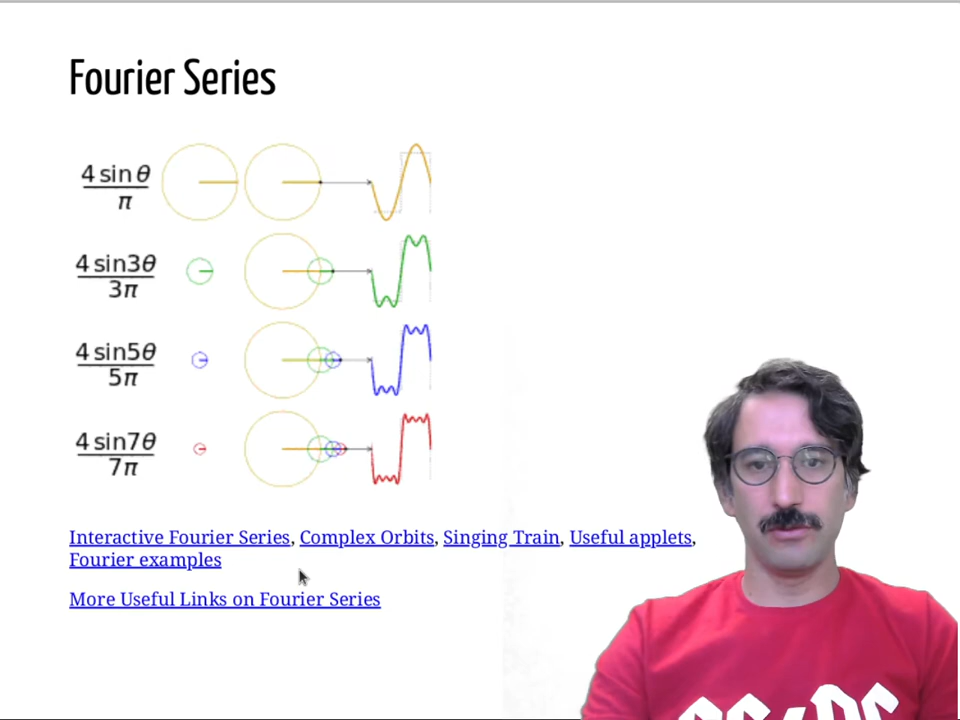 Fourier Series
4 sin θ
π
4 sin3θ
3π
4 sin5θ
5π
4 sin7θ
7π
Interactive Fourier Series, Complex Orbits, Singing Train, Useful applets,
Fourier examples
More Useful Links on Fourier Series